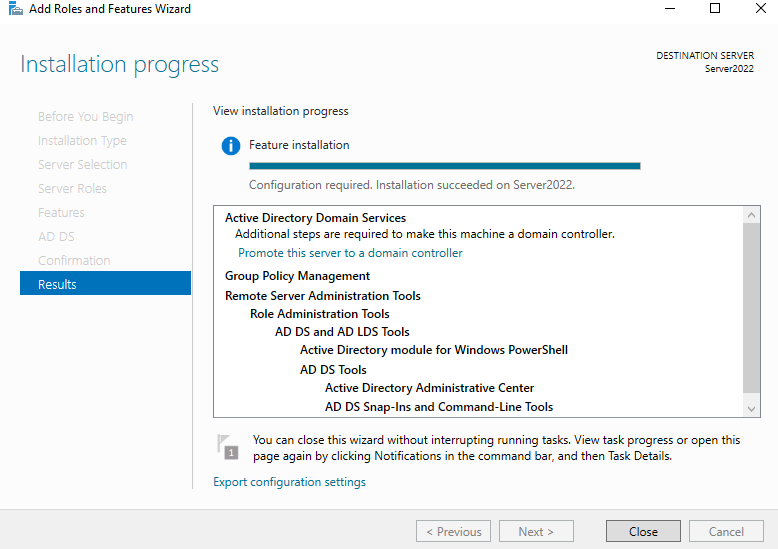 Add Roles and Features Wizard
Installation progress
DESTINATION SERVER
Server2022
Before You Begin
Installation Type
Server Selection
Server Roles
Features
AD DS
Confirmation
Results
View installation progress
Feature installation
Configuration required. Installation succeeded on Server2022.
Active Directory Domain Services
Additional steps are required to make this machine a domain controller.
Promote this server to a domain controller
Group Policy Management
Remote Server Administration Tools
Role Administration Tools
AD DS and AD LDS Tools
Active Directory module for Windows PowerShell
AD DS Tools
Active Directory Administrative Center
AD DS Snap-Ins and Command-Line Tools
1
You can close this wizard without interrupting running tasks. View task progress or open this
page again by clicking Notifications in the command bar, and then Task Details.
Export configuration settings
< Previous
Next >
Close
Cancel